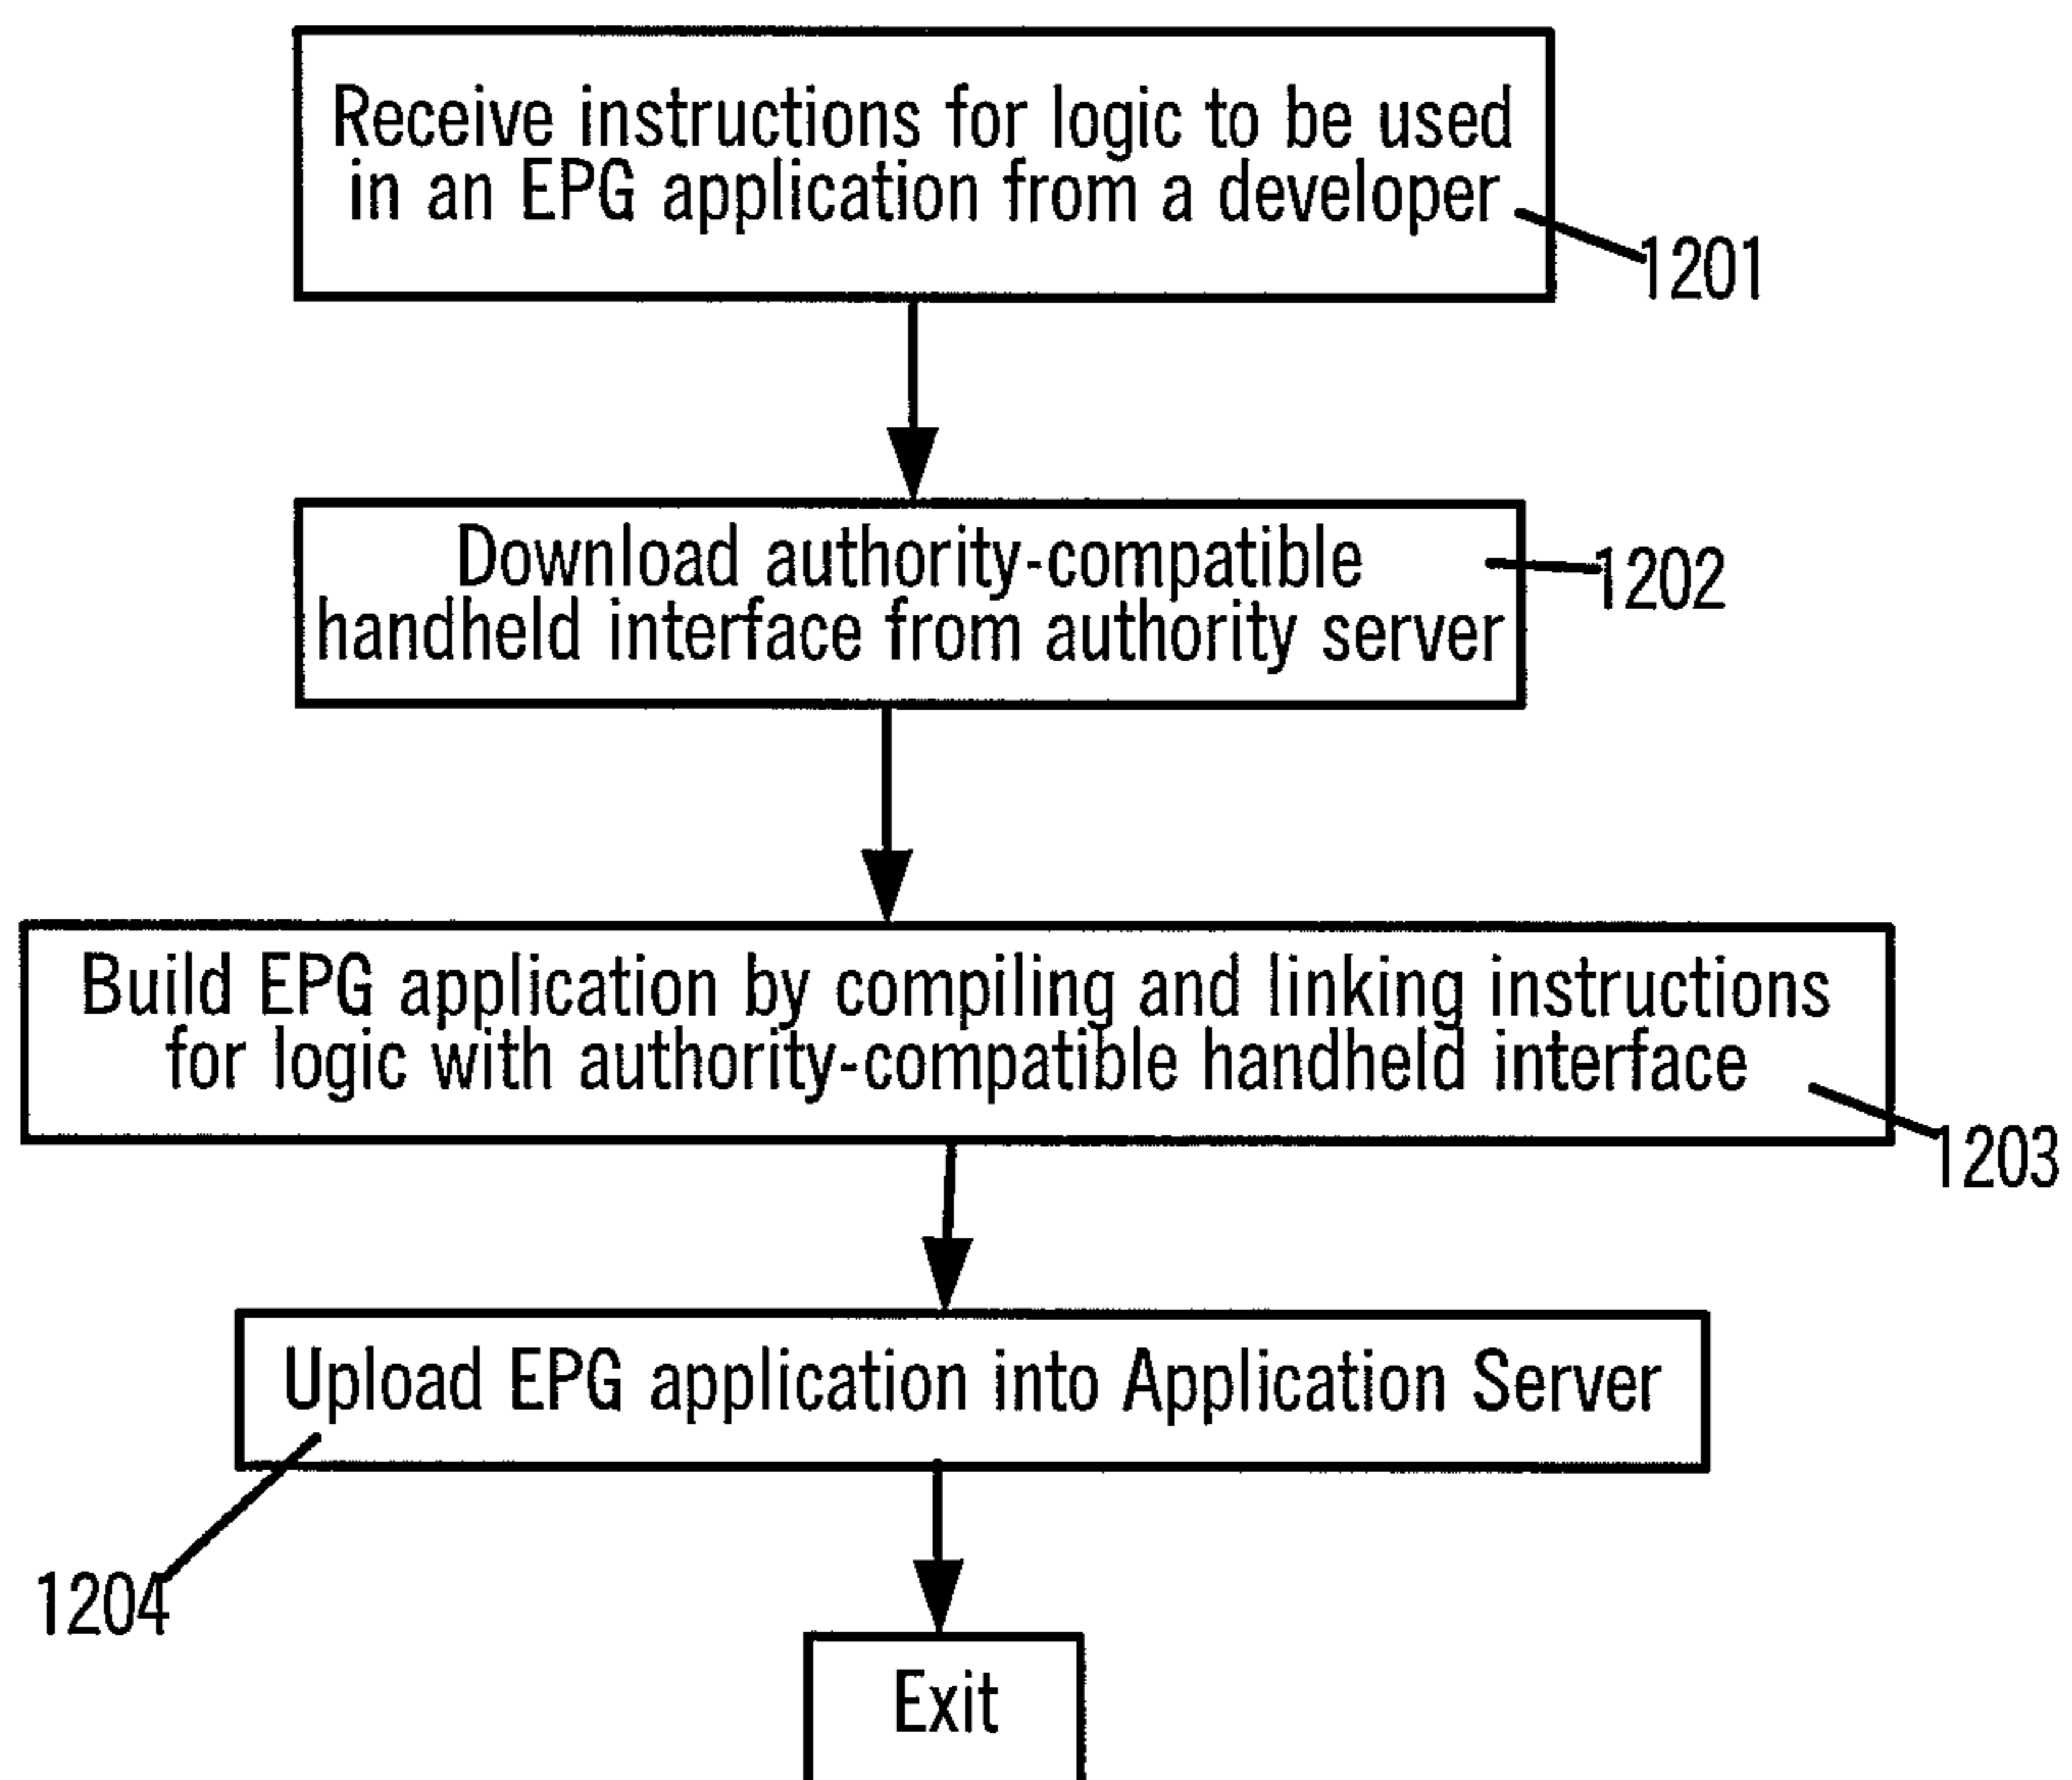 Receive instructions for logic to be used
in an EPG application from a developer
1201
Download authority-compatible
handheld interface from authority server
1202
Build EPG application by compiling and linking instructions
for logic with authority-compatible handheld interface
1203
Upload EPG application into Application Server
1204
Exit